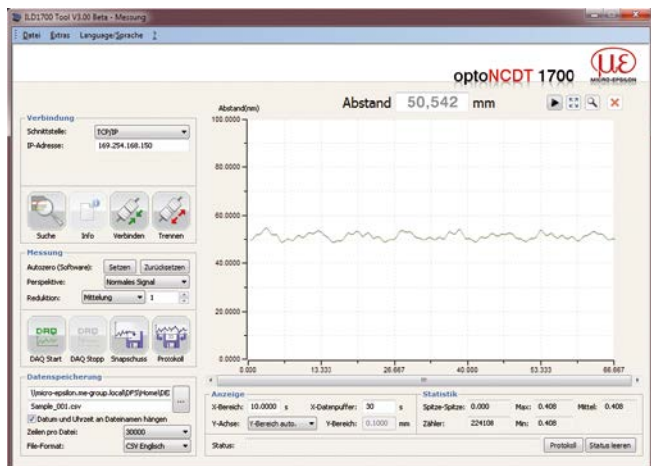 ILD1700 Tool V3.00 Beta - Messung
Datei Extras Language/Sprache ?
optoNCDT 1700
με
MICRO-EPSILON
Abstand 50,542 mm
Verbindung
Schnittstelle: TCP/IP
IP-Adresse: 169.254.168.150
Suche Info Verbinden Trennen
Messung
Autozero (Software): Setzen Zurücksetzen
Perspektive: Normales Signal
Reduktion: Mittelung 1
DAQ DAQ
DAQ Start DAQ Stopp Snapschuss Protokoll
Datenspeicherung
\\micro-epsilon.me-group.local\DFS\Home\DE
Sample_001.csv ...
Datum und Uhrzeit an Dateinamen hängen
Zeilen pro Datei: 30000
File-Format: CSV Englisch
Abstand(mm)
100.0000
80.0000
60.0000
40.0000
20.0000
0.0000
0.000 13.333 26.667 40.000 53.333 66.667
Anzeige
X-Bereich: 10.0000 s X-Datenpuffer: 30 s
Y-Achse: Y-Bereich auto. Y-Bereich: 0.1000 mm
Statistik
Spitze-Spitze: 0.000 Max: 0.408 Mittel: 0.408
Zähler: 224108 Min: 0.408
Status: Protokoll Status leeren